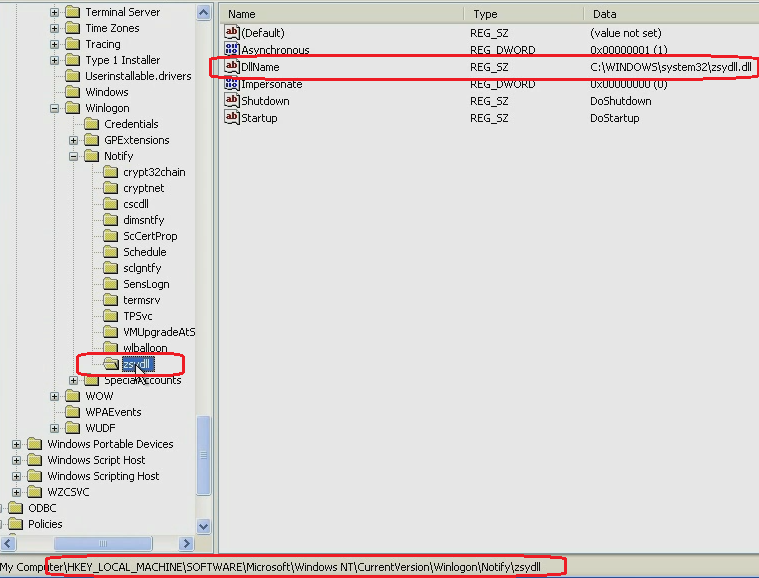 Terminal Server
Time Zones
Tracing
Type 1 Installer
Userinstallable.drivers
Windows
Winlogon
Credentials
GPExtensions
Notify
crypt32chain
cryptnet
cscdll
dimsntfy
ScCertProp
Schedule
sclgntfy
SensLogn
termsrv
TPSvc
VMUpgradeAtS
wlballoon
zsydll
SpecialAccounts
WOW
WPAEvents
WUDF
Windows Portable Devices
Windows Script Host
Windows Scripting Host
WZCSVC
ODBC
Policies
Name Type Data
ab (Default) REG_SZ (value not set)
Asynchronous REG_DWORD 0x00000001 (1)
ab DllName REG_SZ C:\WINDOWS\system32\zsydll.dll
Impersonate REG_DWORD 0x00000000 (0)
ab Shutdown REG_SZ DoShutdown
ab Startup REG_SZ DoStartup
My Computer\HKEY_LOCAL_MACHINE\SOFTWARE\Microsoft\Windows NT\CurrentVersion\Winlogon\Notify\zsydll